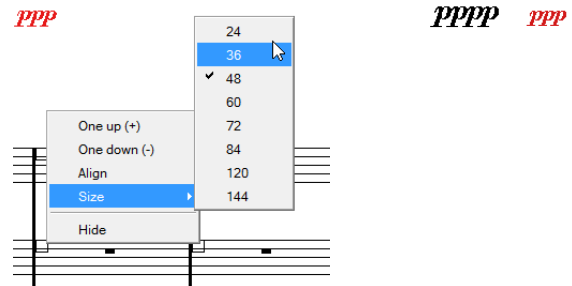 ppp
pppp ppp
24
36
48
60
One up (+) 72
One down (-) 84
Align 120
Size 144
Hide